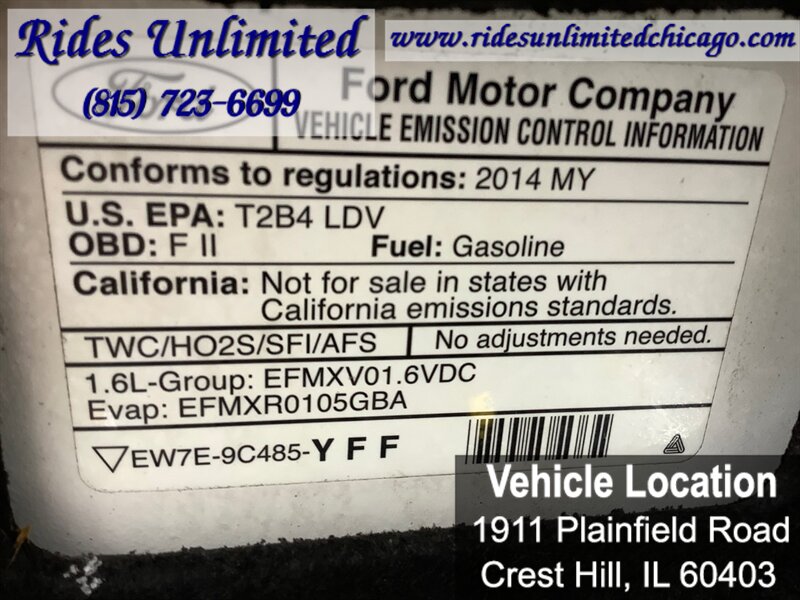 Rides Unlimited
(815) 723-6699
www.ridesunlimitedchicago.com
Ford
Ford Motor Company
VEHICLE EMISSION CONTROL INFORMATION
Conforms to regulations: 2014 MY
U.S. EPA: T2B4 LDV
OBD: F II Fuel: Gasoline
California: Not for sale in states with
California emissions standards.
TWC/HO2S/SFI/AFS No adjustments needed.
1.6L-Group: EFMXV01.6VDC
Evap: EFMXR0105GBA
EW7E-9C485-YFF
Vehicle Location
1911 Plainfield Road
Crest Hill, IL 60403